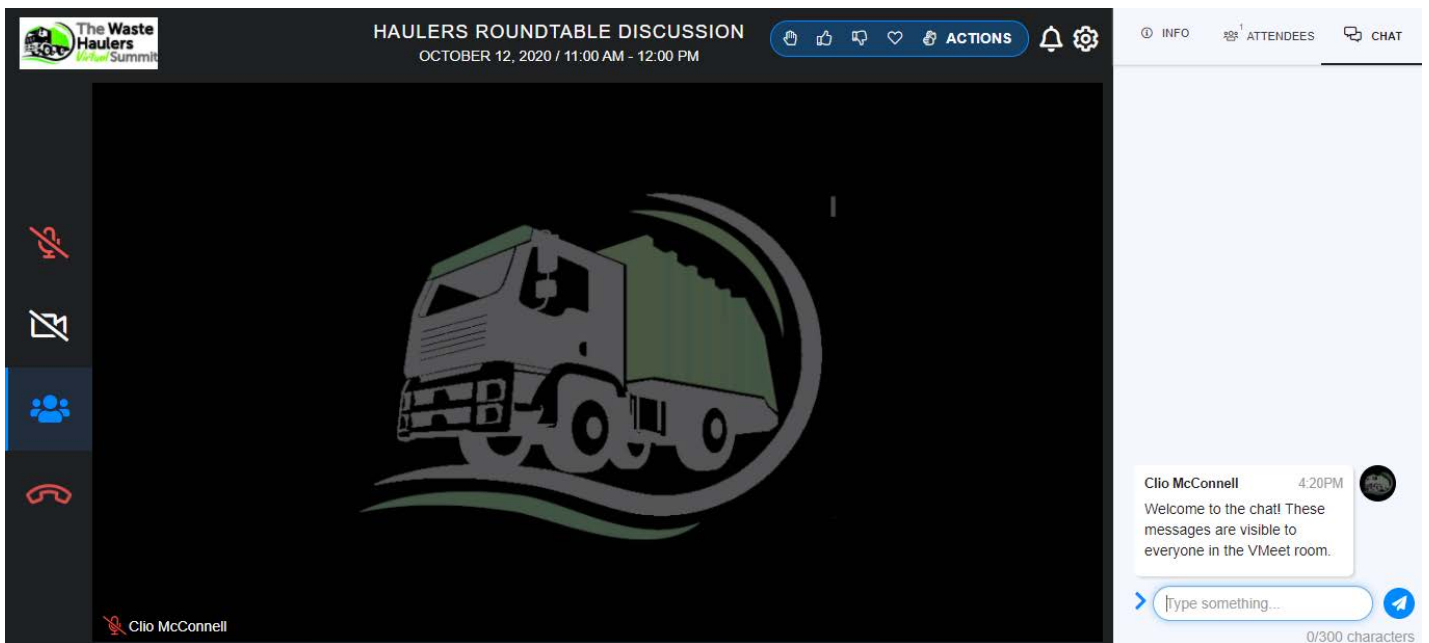 The Waste
Haulers
Virtual Summit
HAULERS ROUNDTABLE DISCUSSION
OCTOBER 12, 2020 / 11:00 AM - 12:00 PM
ACTIONS
INFO
1
ATTENDEES
CHAT
Clio McConnell 4:20PM
Welcome to the chat! These
messages are visible to
everyone in the VMeet room.
Type something...
0/300 characters
Clio McConnell